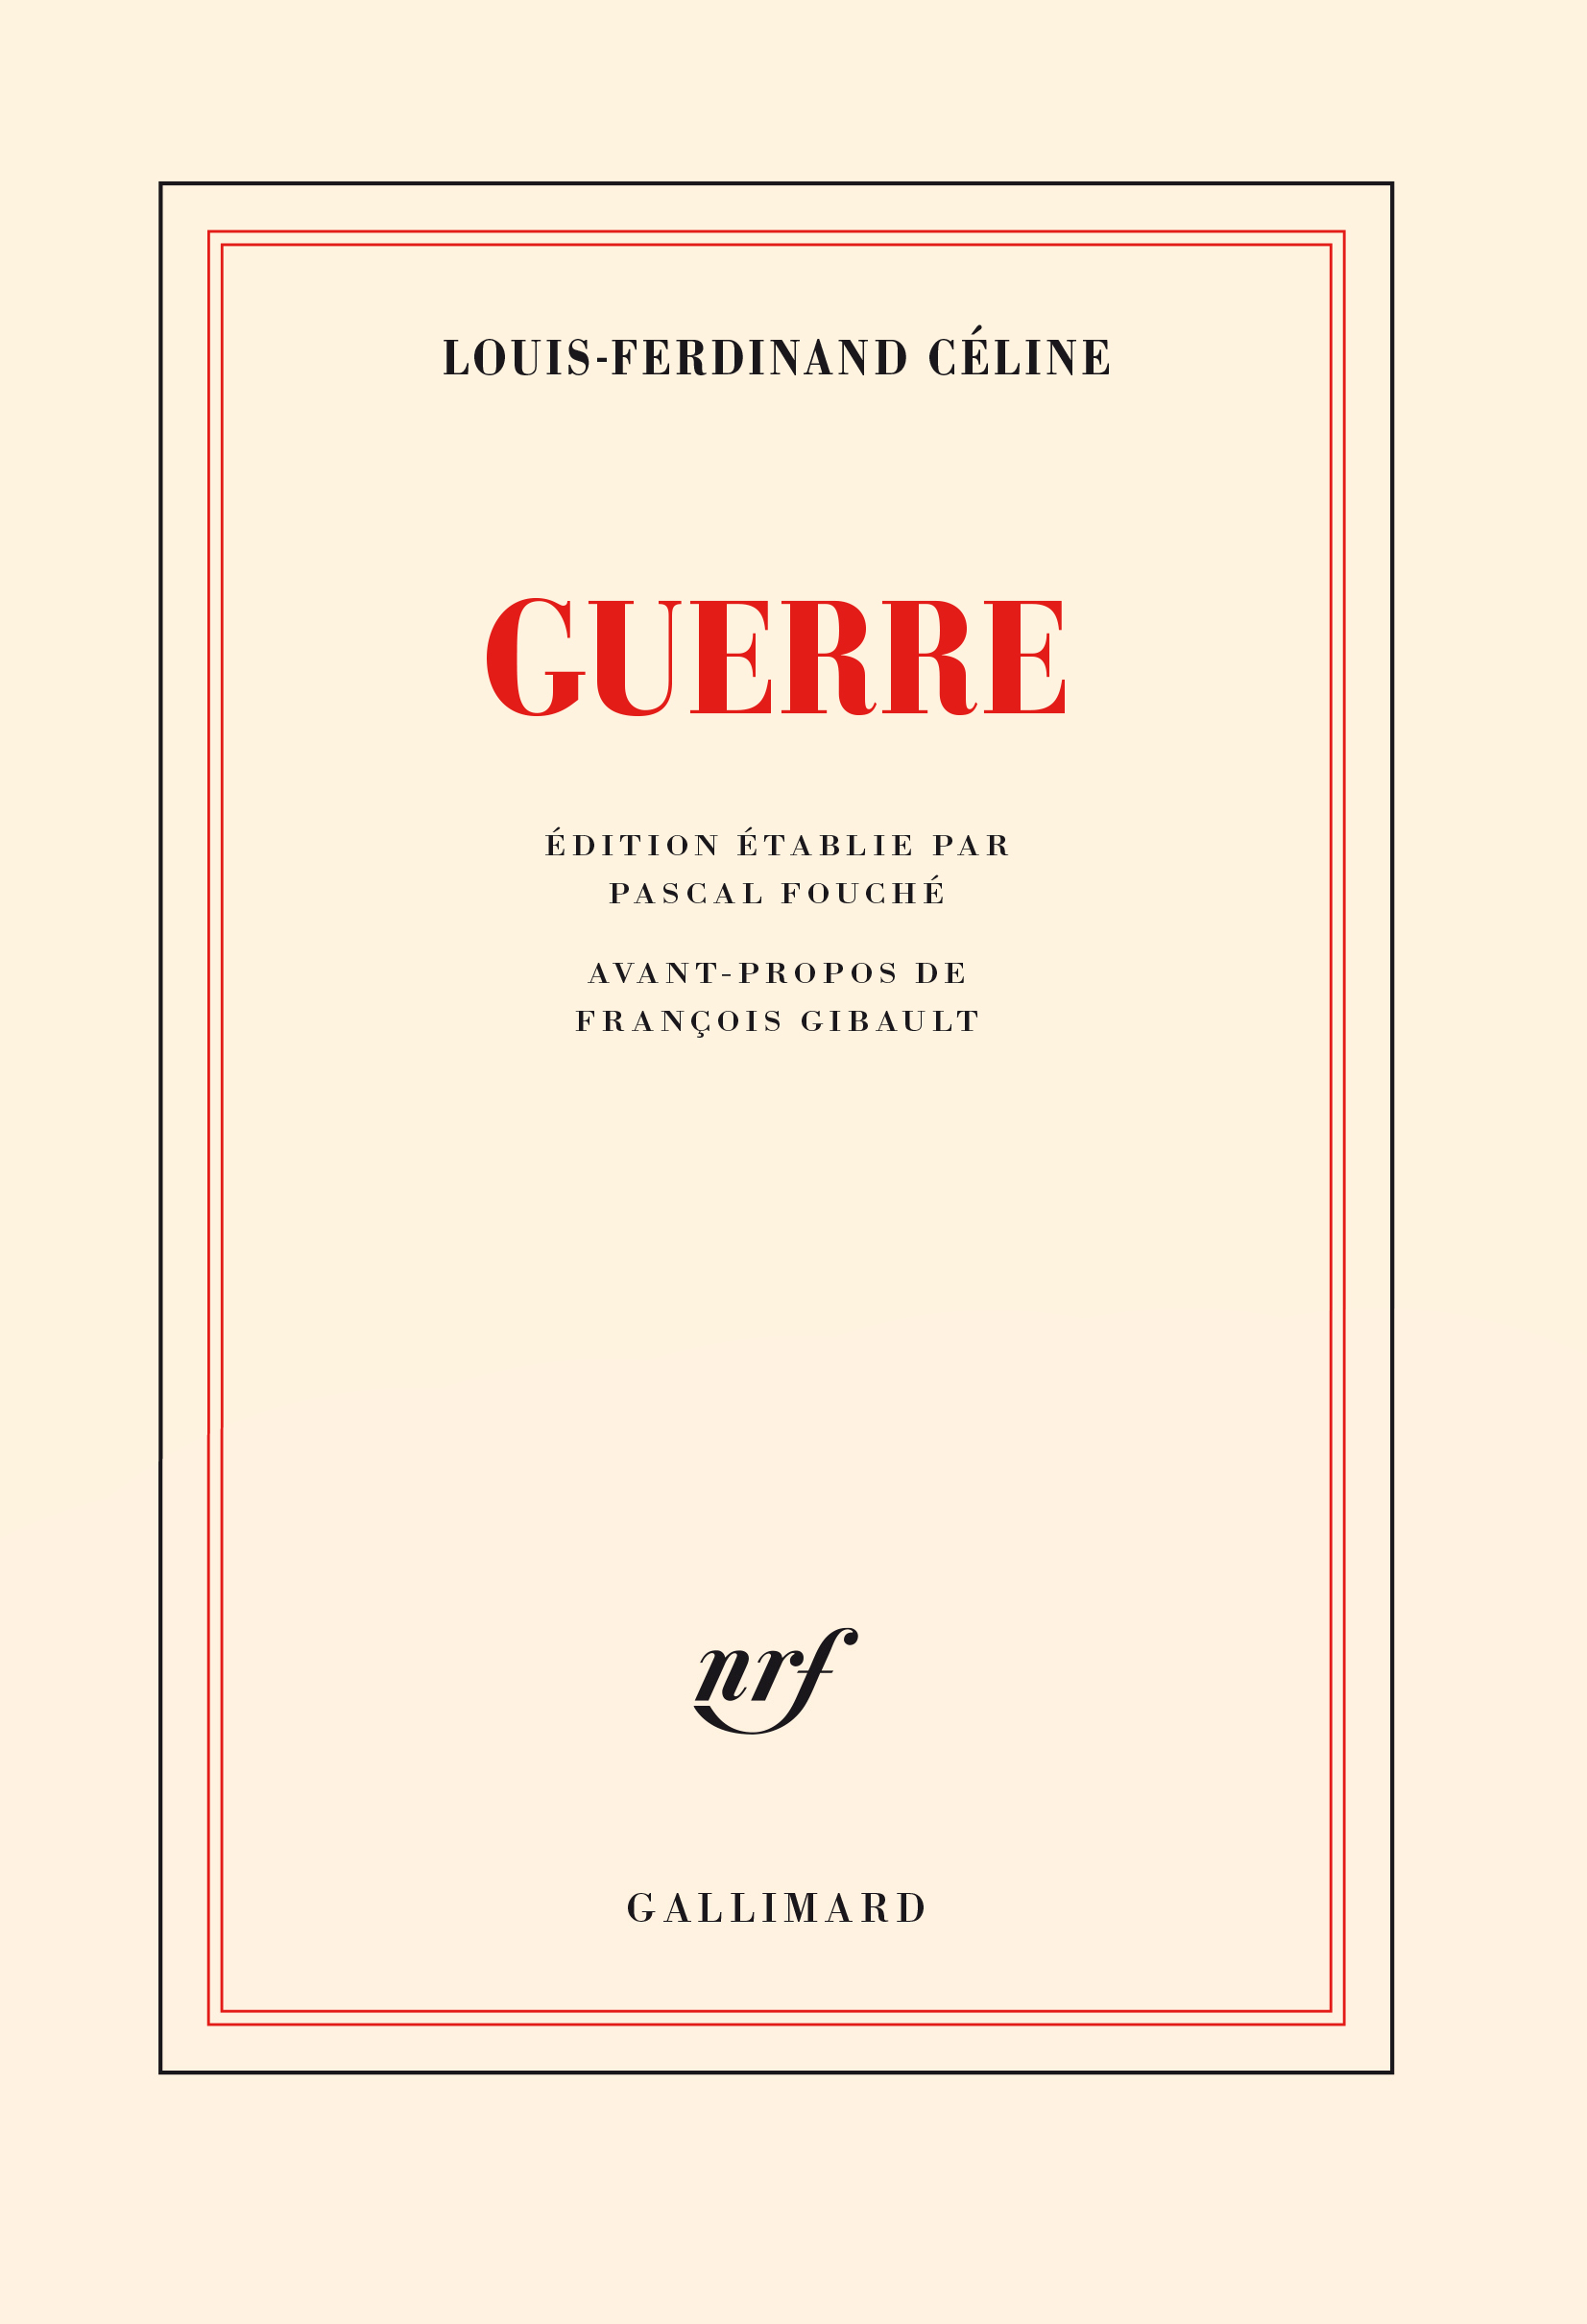 LOUIS-FERDINAND CÉLINE
GUERRE
ÉDITION ÉTABLIE PAR
PASCAL FOUCHÉ
AVANT-PROPOS DE
FRANÇOIS GIBAULT
nrf
GALLIMARD